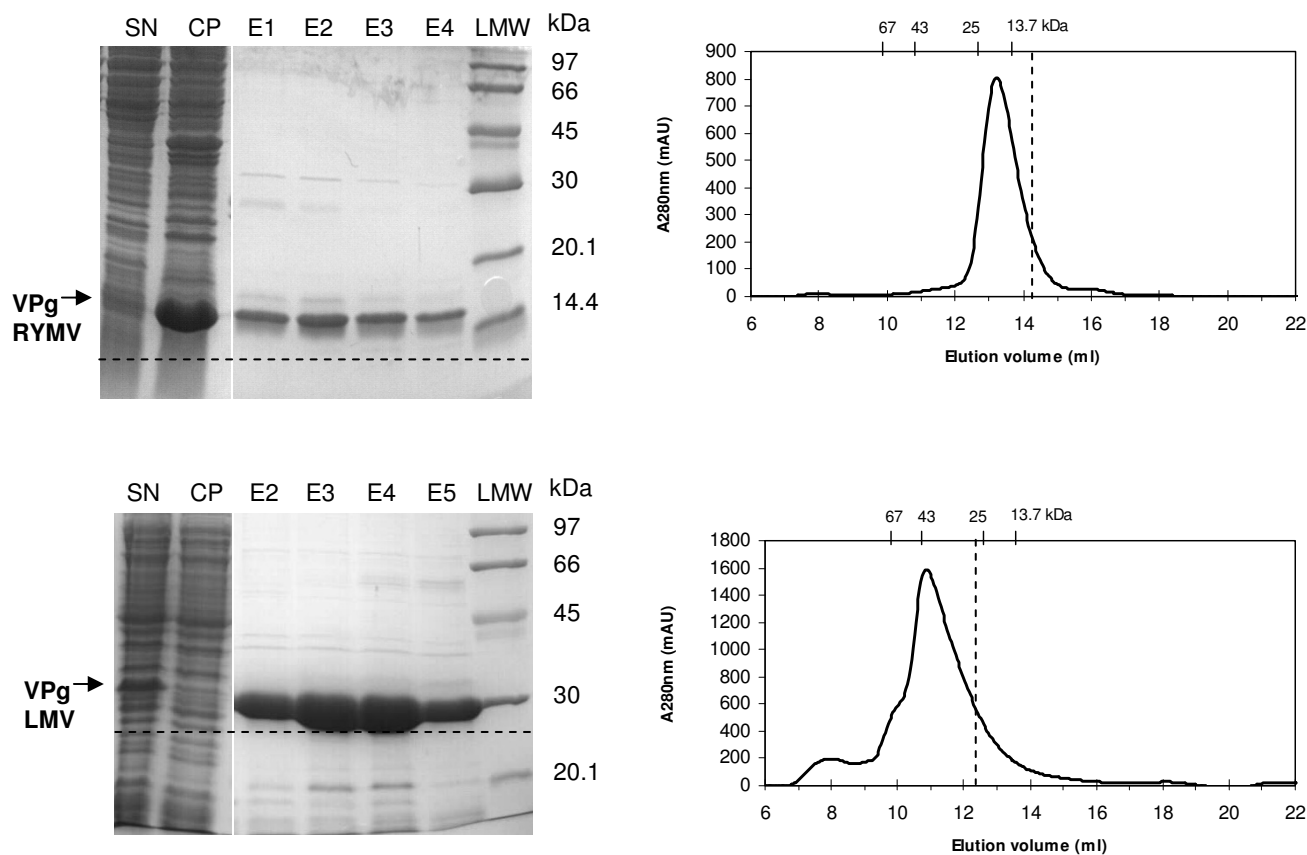 SN CP E1 E2 E3 E4 LMW kDa
97
66
45
30
20.1
14.4
VPg
RYMV
67 43 25 13.7 kDa
900
800
700
600
500
400
300
200
100
0
A280nm (mAU)
6 8 10 12 14 16 18 20 22
Elution volume (ml)
SN CP E2 E3 E4 E5 LMW kDa
97
66
45
30
20.1
VPg
LMV
67 43 25 13.7 kDa
1800
1600
1400
1200
1000
800
600
400
200
0
A280nm (mAU)
6 8 10 12 14 16 18 20 22
Elution volume (ml)